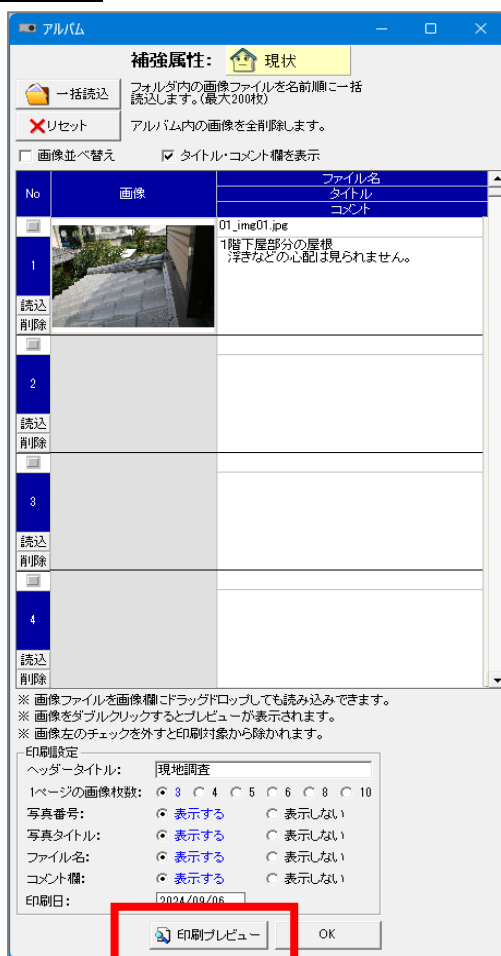 アルバム
補強属性: 現状
一括読込 フォルダ内の画像ファイルを名前順に一括
読込します。(最大200枚)
リセット アルバム内の画像を全削除します。
画像並べ替え タイトル・コメント欄を表示
No 画像 ファイル名
タイトル
コメント
01_img01.jpg
1 1階下屋部分の屋根
浮きなどの心配は見られません。
読込
削除
2
読込
削除
3
読込
削除
4
読込
削除
※ 画像ファイルを画像欄にドラッグドロップしても読み込みできます。
※ 画像をダブルクリックするとプレビューが表示されます。
※ 画像左のチェックを外すと印刷対象から除かれます。
印刷設定
ヘッダータイトル: 現地調査
1ページの画像枚数: 3 4 5 6 8 10
写真番号: 表示する 表示しない
写真タイトル: 表示する 表示しない
ファイル名: 表示する 表示しない
コメント欄: 表示する 表示しない
印刷日: 2024/09/06
印刷プレビュー OK